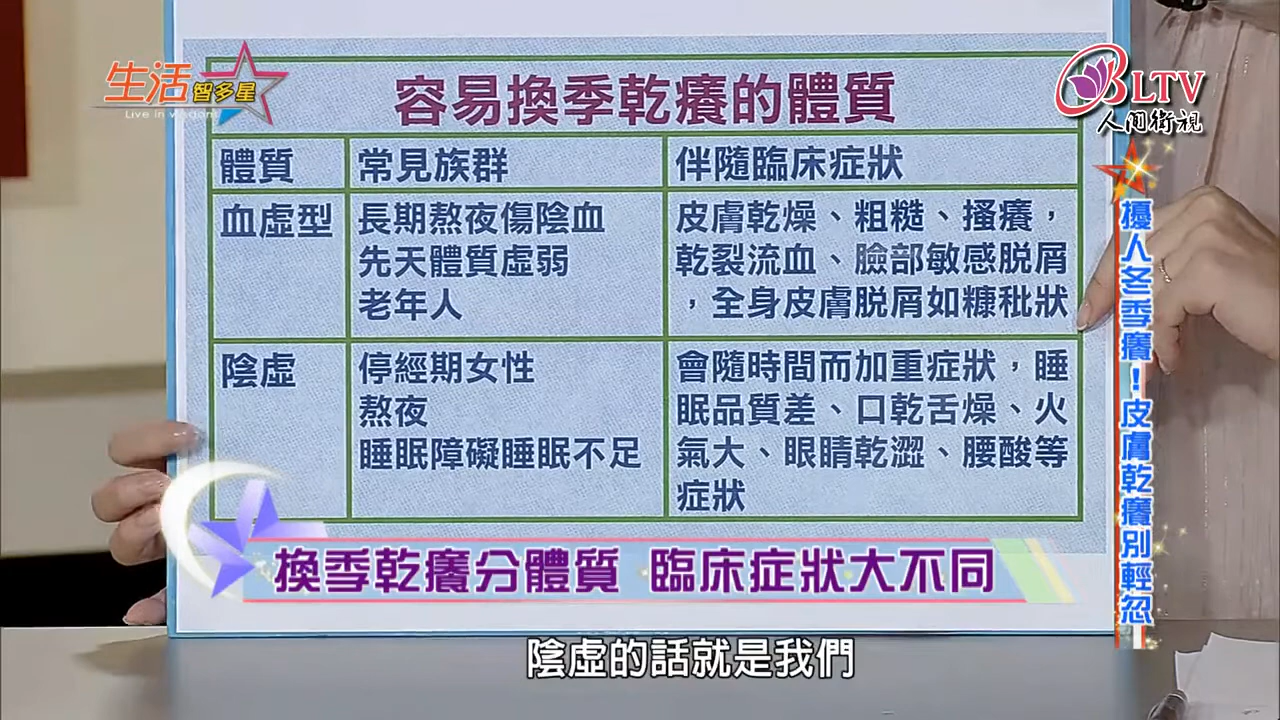 生活
智多星
Live in wisdom
BLTV
人間衛視
容易換季乾癢的體質
體質
常見族群
伴隨臨床症狀
血虛型
長期熬夜傷陰血
先天體質虛弱
老年人
皮膚乾燥、粗糙、搔癢，
乾裂流血、臉部敏感脫屑
，全身皮膚脫屑如糠秕狀
陰虛
停經期女性
熬夜
睡眠障礙睡眠不足
會隨時間而加重症狀，睡
眠品質差、口乾舌燥、火
氣大、眼睛乾澀、腰酸等
症狀
擾人冬季癢！皮膚乾癢別輕忽
換季乾癢分體質 臨床症狀大不同
陰虛的話就是我們